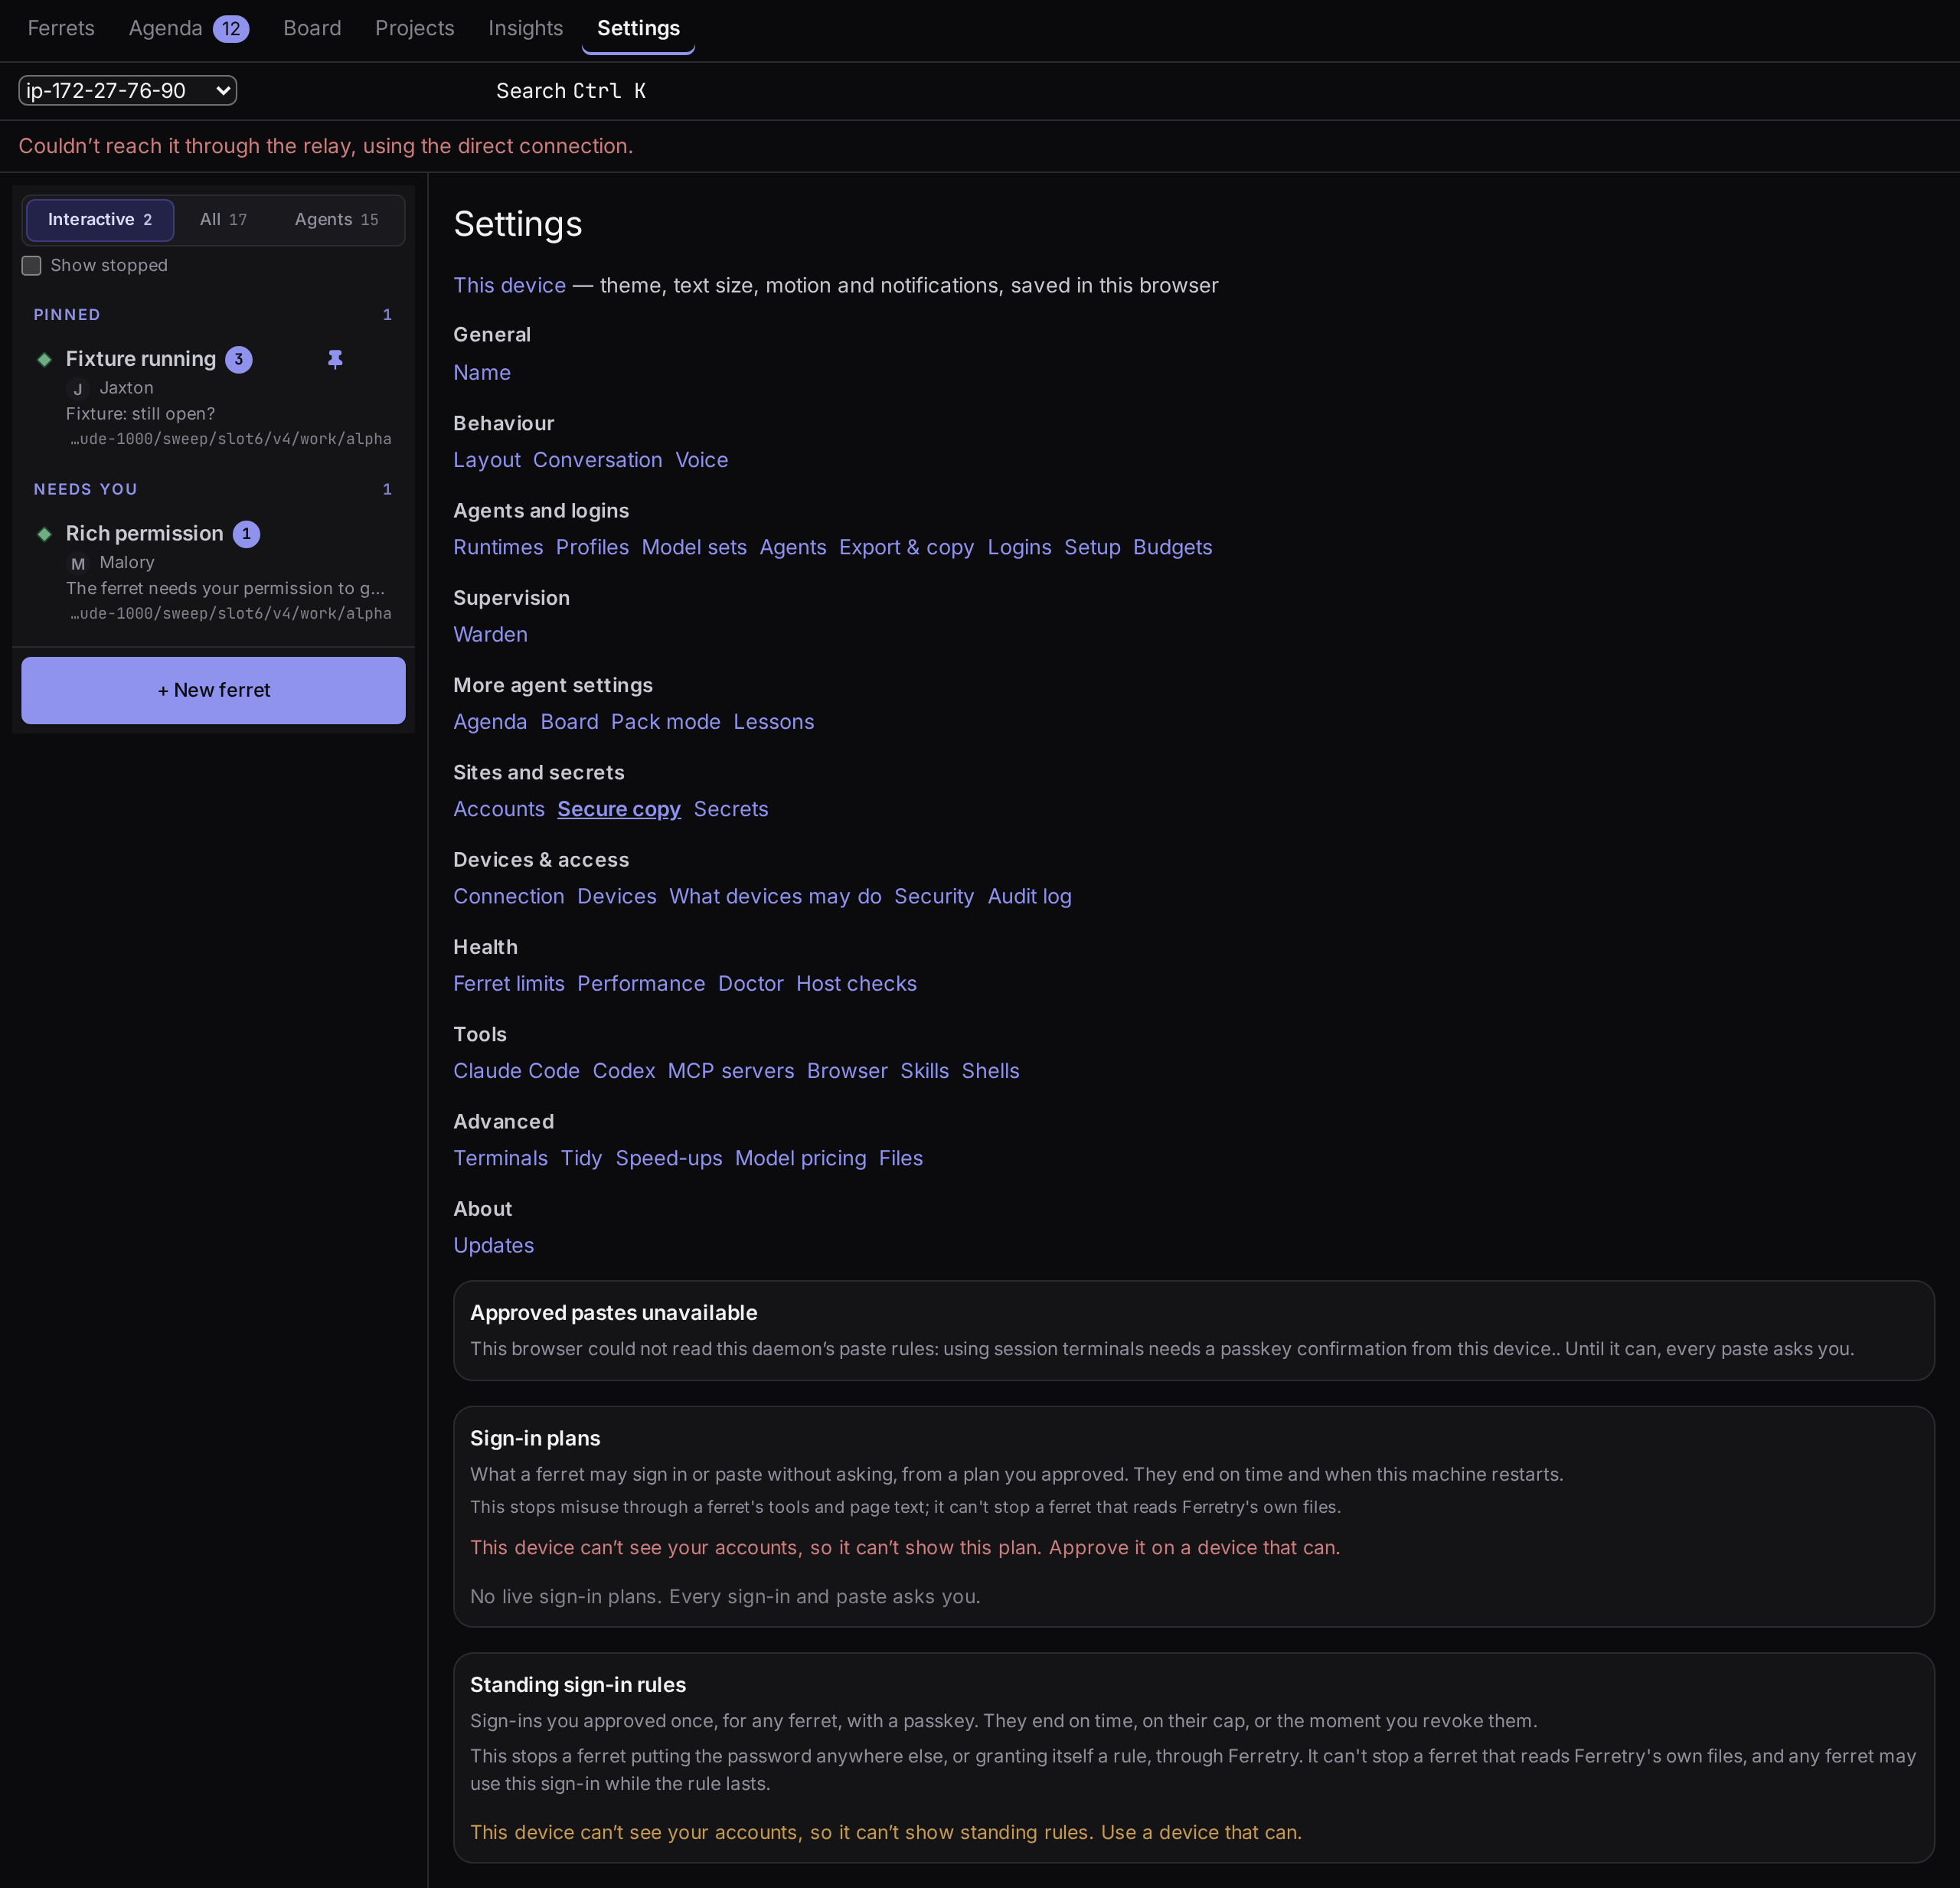 Ferrets Agenda 12 Board Projects Insights Settings
ip-172-27-76-90 Search Ctrl K
Couldn’t reach it through the relay, using the direct connection.
Interactive 2 All 17 Agents 15
Show stopped
PINNED 1
Fixture running 3
J Jaxton
Fixture: still open?
…ude-1000/sweep/slot6/v4/work/alpha
NEEDS YOU 1
Rich permission 1
M Malory
The ferret needs your permission to g…
…ude-1000/sweep/slot6/v4/work/alpha
+ New ferret
Settings
This device — theme, text size, motion and notifications, saved in this browser
General
Name
Behaviour
Layout Conversation Voice
Agents and logins
Runtimes Profiles Model sets Agents Export & copy Logins Setup Budgets
Supervision
Warden
More agent settings
Agenda Board Pack mode Lessons
Sites and secrets
Accounts Secure copy Secrets
Devices & access
Connection Devices What devices may do Security Audit log
Health
Ferret limits Performance Doctor Host checks
Tools
Claude Code Codex MCP servers Browser Skills Shells
Advanced
Terminals Tidy Speed-ups Model pricing Files
About
Updates
Approved pastes unavailable
This browser could not read this daemon’s paste rules: using session terminals needs a passkey confirmation from this device.. Until it can, every paste asks you.
Sign-in plans
What a ferret may sign in or paste without asking, from a plan you approved. They end on time and when this machine restarts.
This stops misuse through a ferret's tools and page text; it can't stop a ferret that reads Ferretry's own files.
This device can’t see your accounts, so it can’t show this plan. Approve it on a device that can.
No live sign-in plans. Every sign-in and paste asks you.
Standing sign-in rules
Sign-ins you approved once, for any ferret, with a passkey. They end on time, on their cap, or the moment you revoke them.
This stops a ferret putting the password anywhere else, or granting itself a rule, through Ferretry. It can't stop a ferret that reads Ferretry's own files, and any ferret may
use this sign-in while the rule lasts.
This device can’t see your accounts, so it can’t show standing rules. Use a device that can.